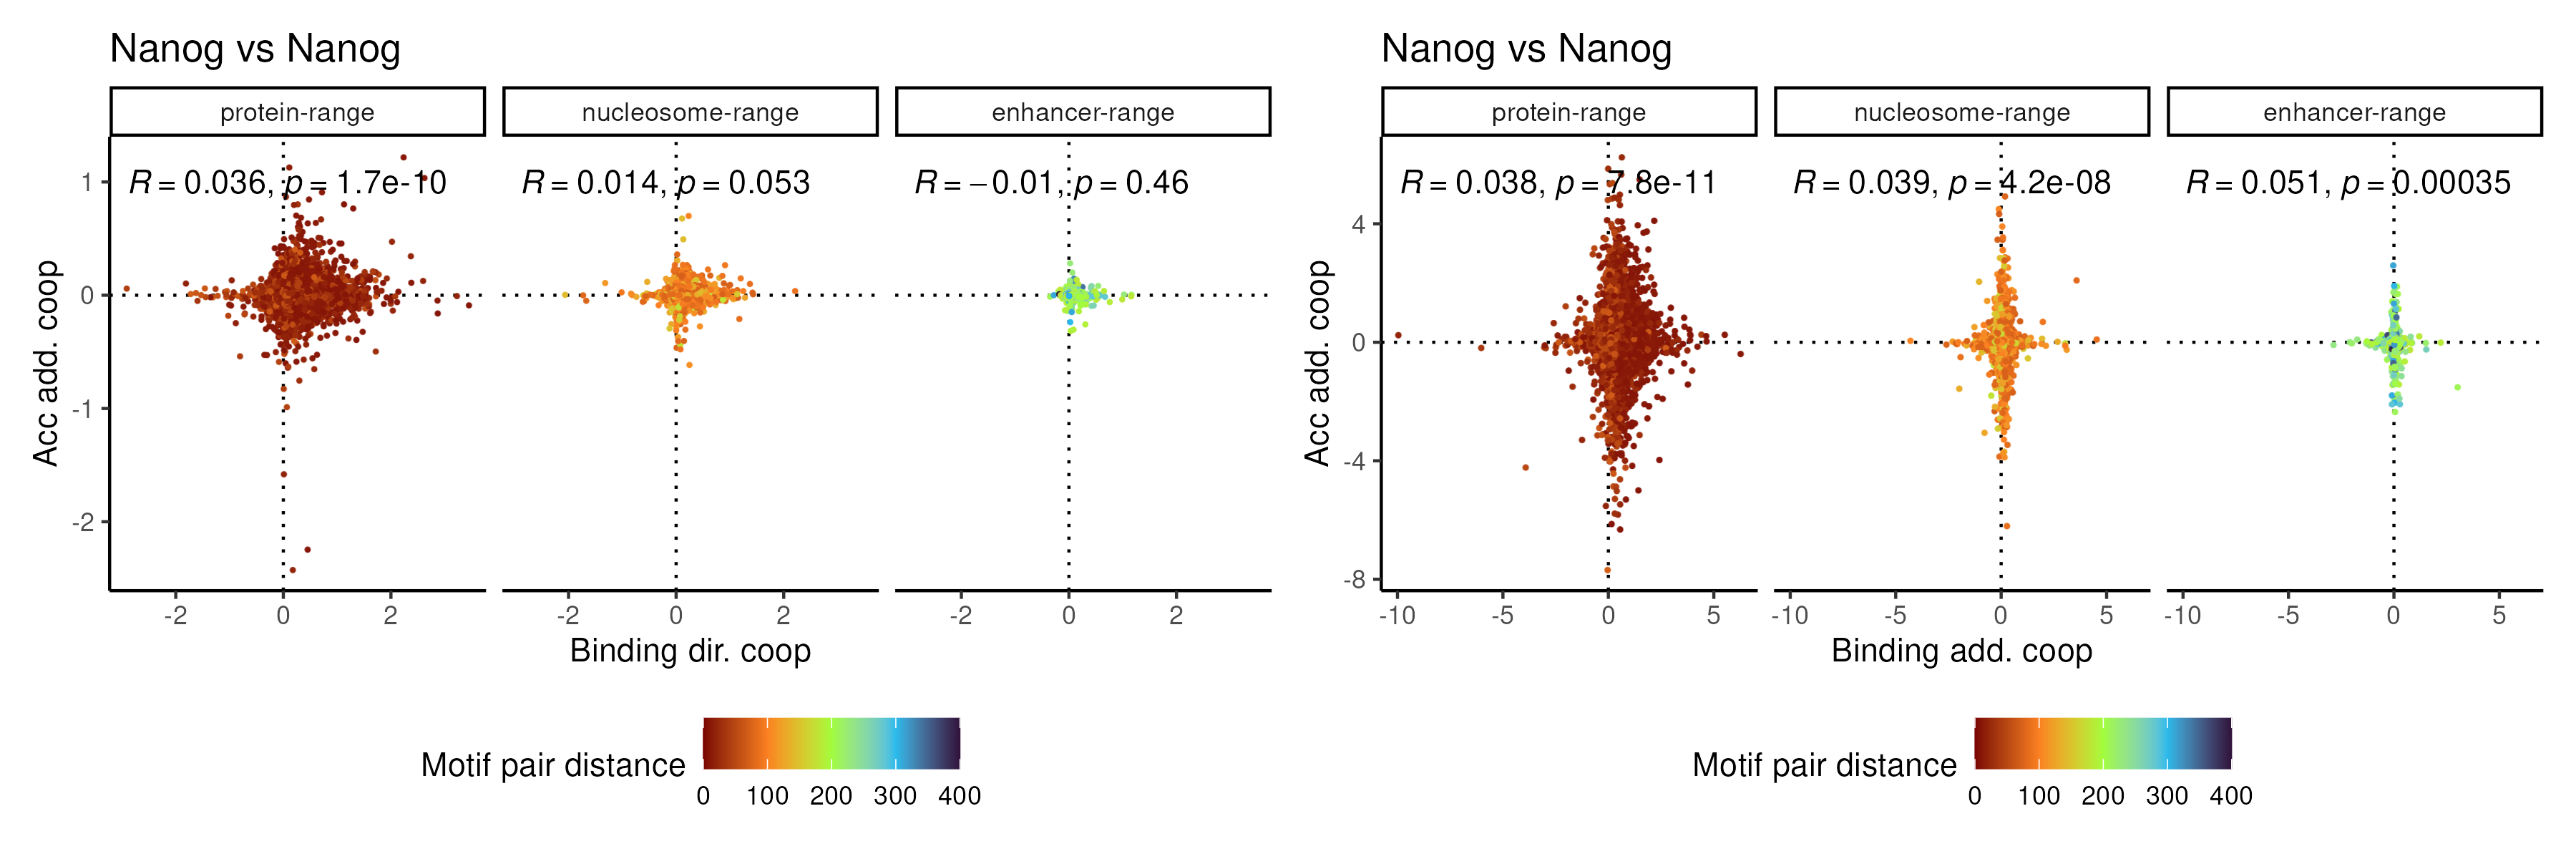 Nanog vs Nanog
protein-range
nucleosome-range
enhancer-range
R = 0.036, p = 1.7e-10
R = 0.014, p = 0.053
R = −0.01, p = 0.46
Acc add. coop
1
0
-1
-2
-2 0 2
-2 0 2
-2 0 2
Binding dir. coop
Motif pair distance
0 100 200 300 400
Nanog vs Nanog
protein-range
nucleosome-range
enhancer-range
R = 0.038, p = 7.8e-11
R = 0.039, p = 4.2e-08
R = 0.051, p = 0.00035
Acc add. coop
4
0
-4
-8
-10 -5 0 5
-10 -5 0 5
-10 -5 0 5
Binding add. coop
Motif pair distance
0 100 200 300 400